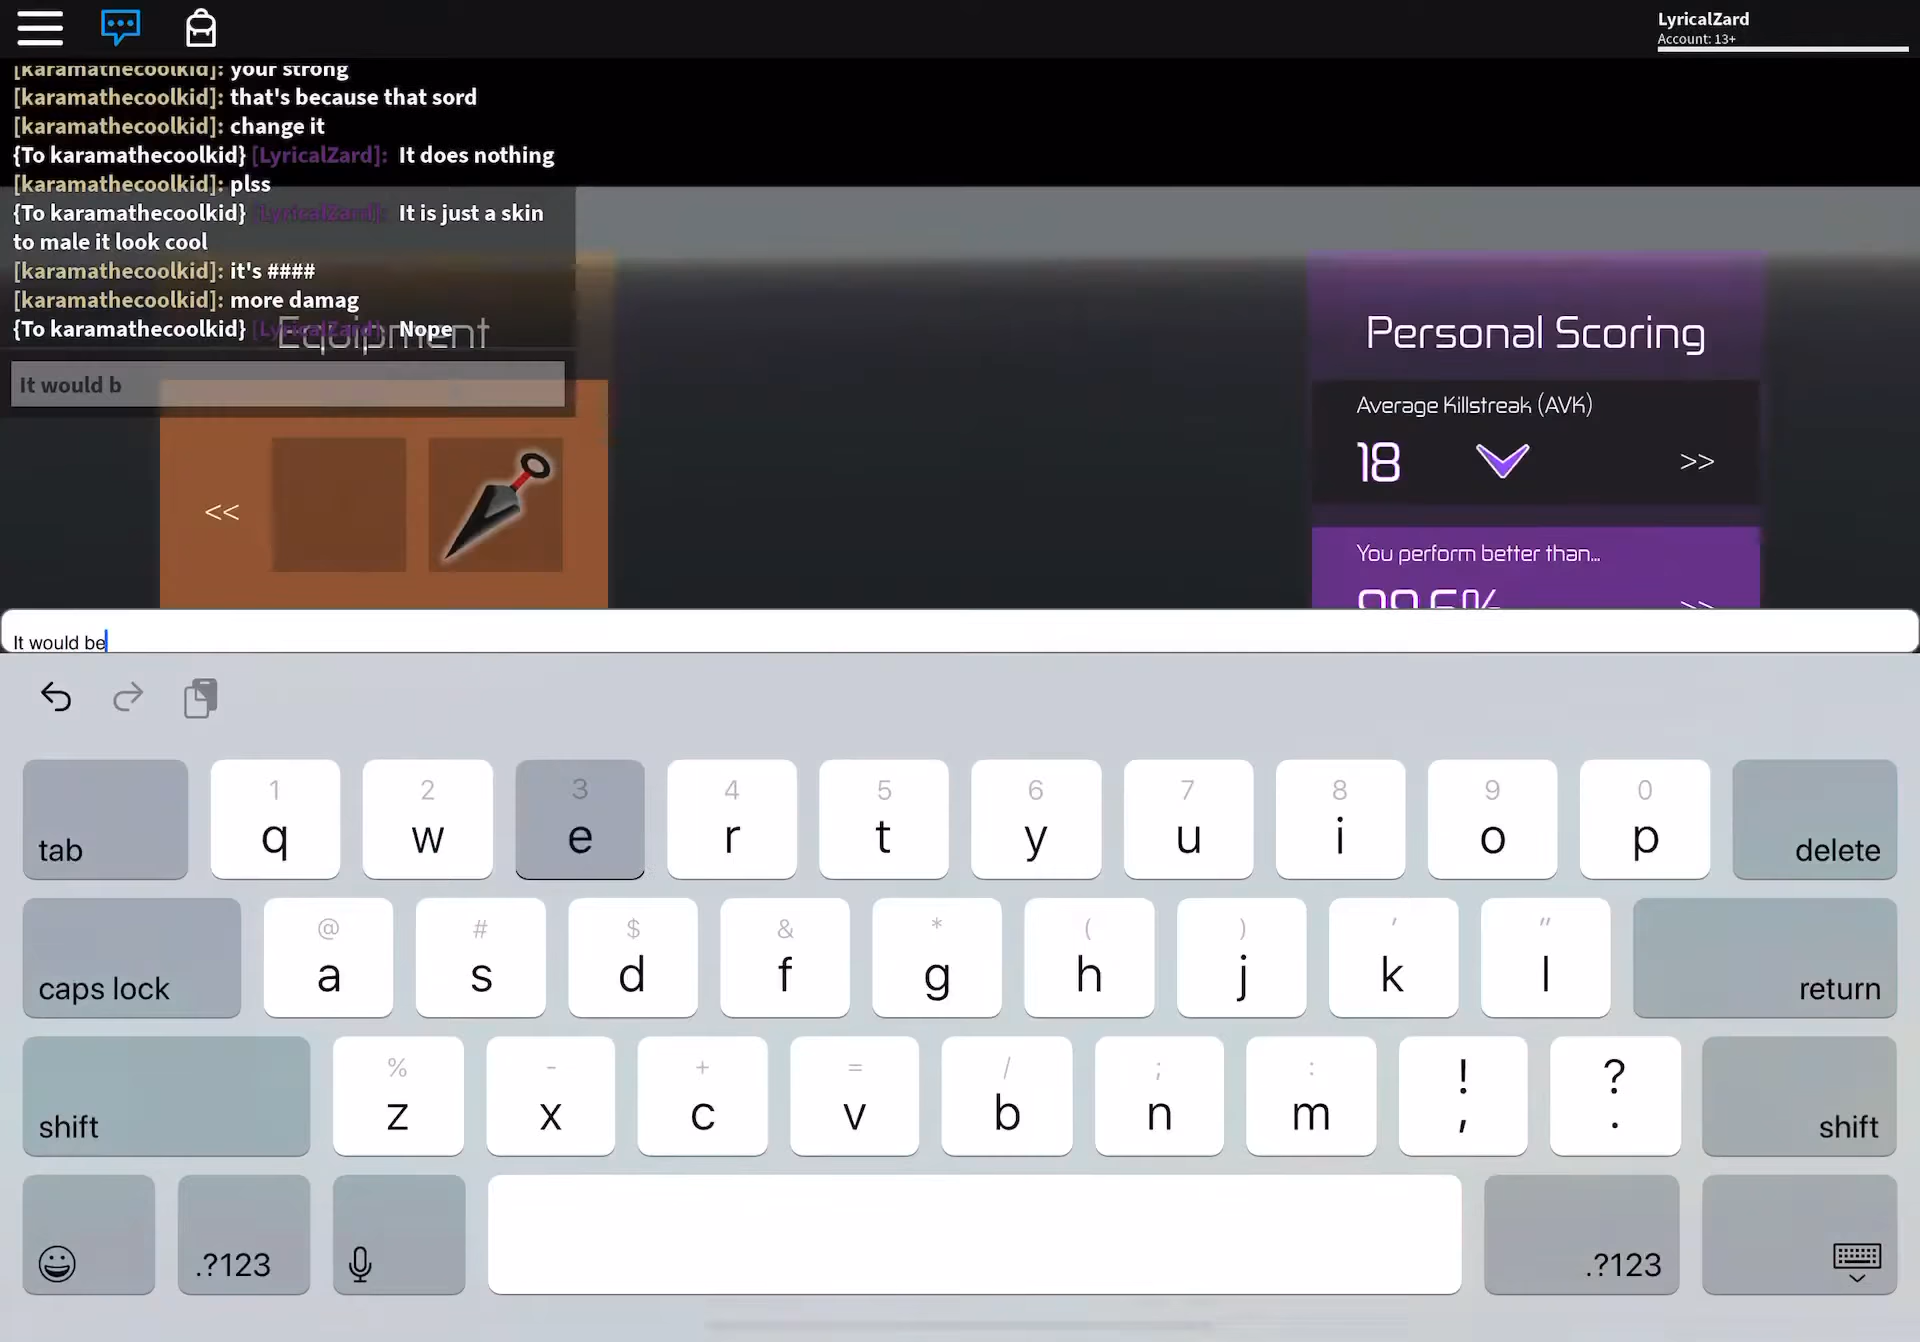 LyricalZard
Account: 13+
[karamathecoolkid]: your strong
[karamathecoolkid]: that's because that sord
[karamathecoolkid]: change it
{To karamathecoolkid} [LyricalZard]: It does nothing
[karamathecoolkid]: plss
{To karamathecoolkid} [LyricalZard]: It is just a skin
to male it look cool
[karamathecoolkid]: it's ####
[karamathecoolkid]: more damag
{To karamathecoolkid} [LyricalZard]: Nope
Equipment
It would b
<<
Personal Scoring
Average Killstreak (AVK)
18 >>
You perform better than...
99.6% >>
It would be
1 2 3 4 5 6 7 8 9 0
tab q w e r t y u i o p delete
@ # $ & * ( ) ' "
caps lock a s d f g h j k l return
% - + = / ; : ! ?
shift z x c v b n m , . shift
.?123 .?123